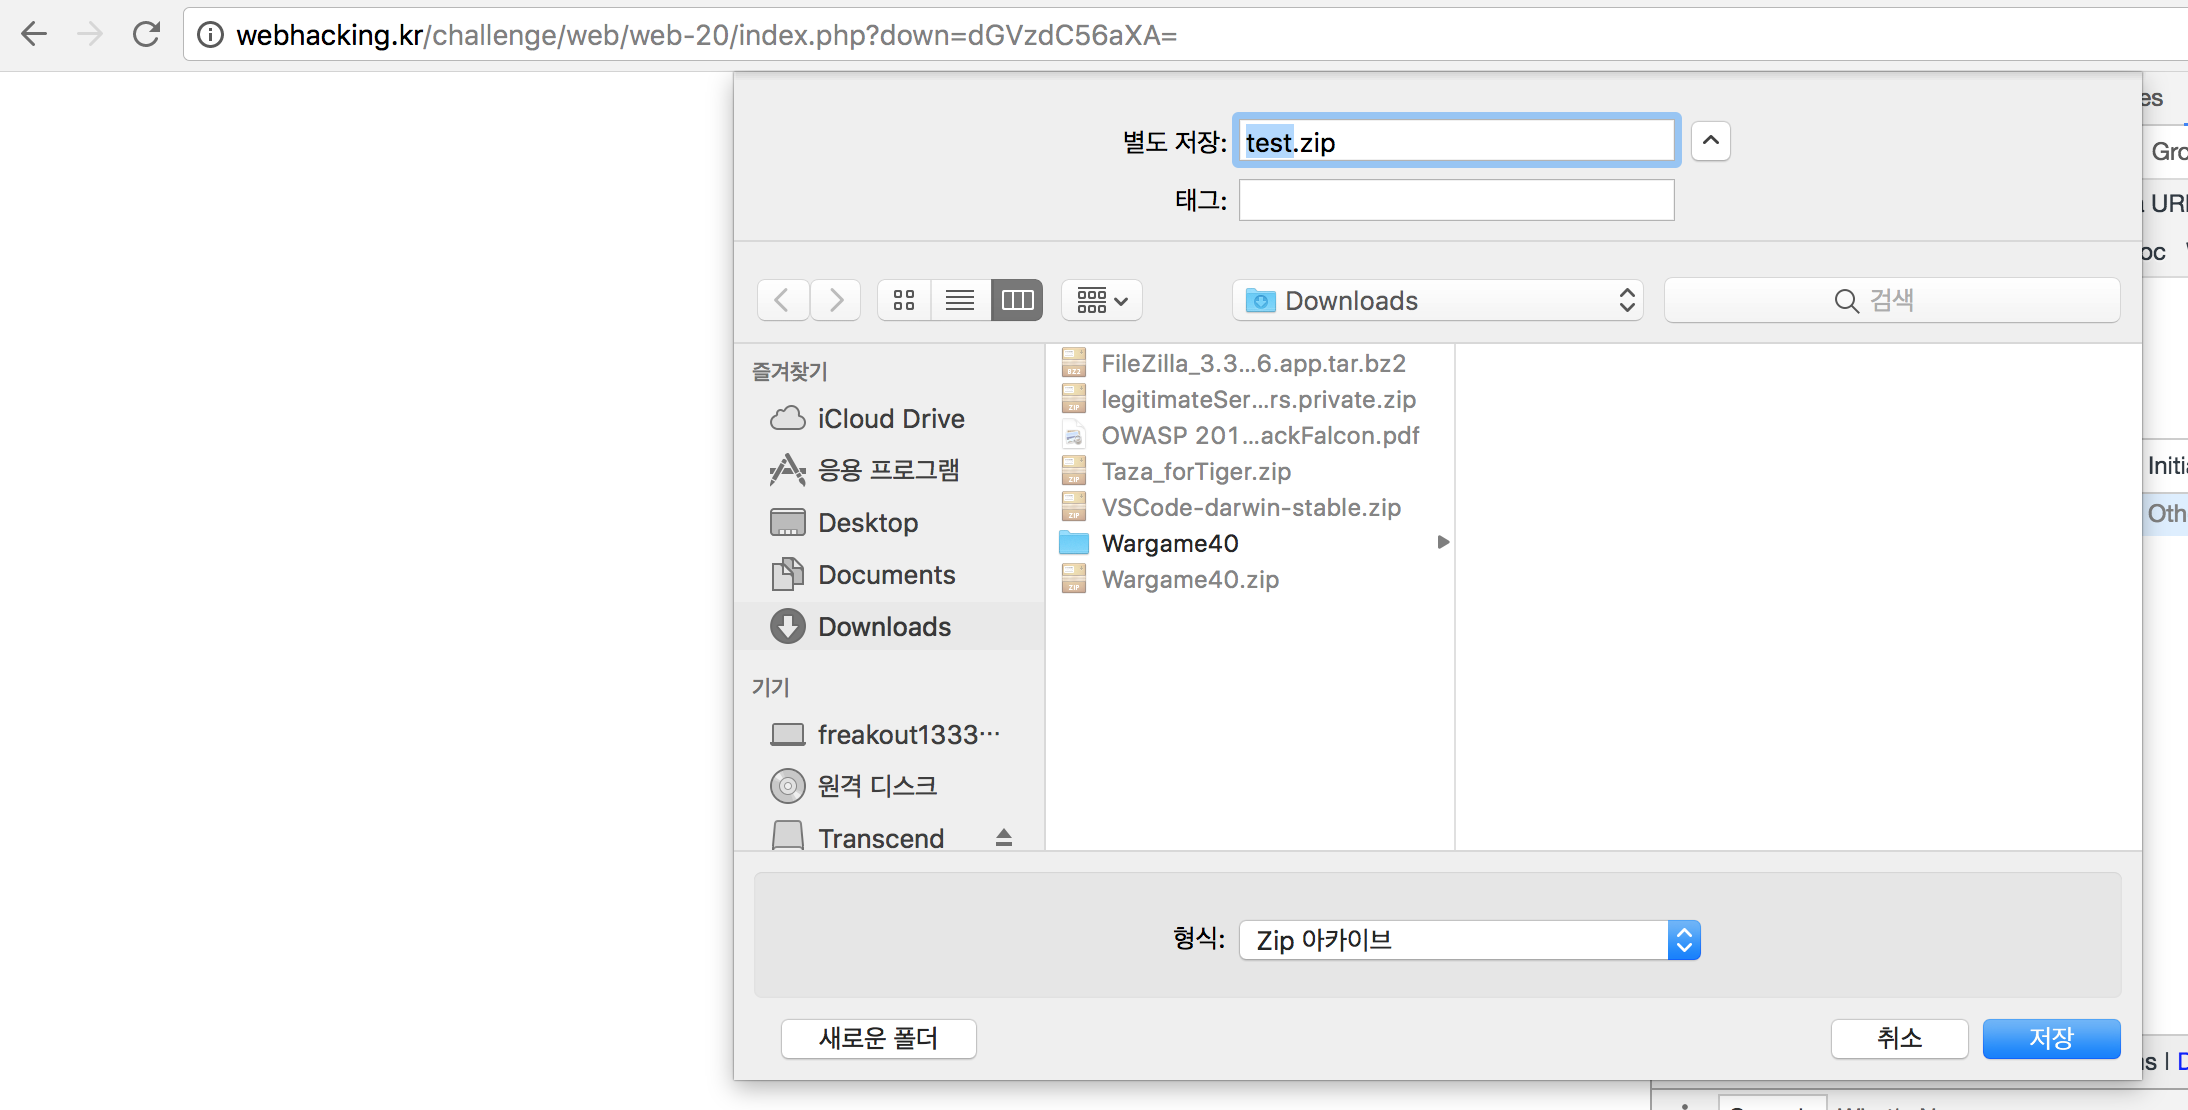 webhacking.kr/challenge/web/web-20/index.php?down=dGVzdC56aXA=
별도 저장: test.zip
태그:
Downloads
검색
즐겨찾기
iCloud Drive
응용 프로그램
Desktop
Documents
Downloads
기기
freakout1333…
원격 디스크
Transcend
FileZilla_3.3...6.app.tar.bz2
legitimateSer...rs.private.zip
OWASP 201...ackFalcon.pdf
Taza_forTiger.zip
VSCode-darwin-stable.zip
Wargame40
Wargame40.zip
형식: Zip 아카이브
새로운 폴더
취소
저장
es
Gro
URI
oc
Initi
Oth
ns | D